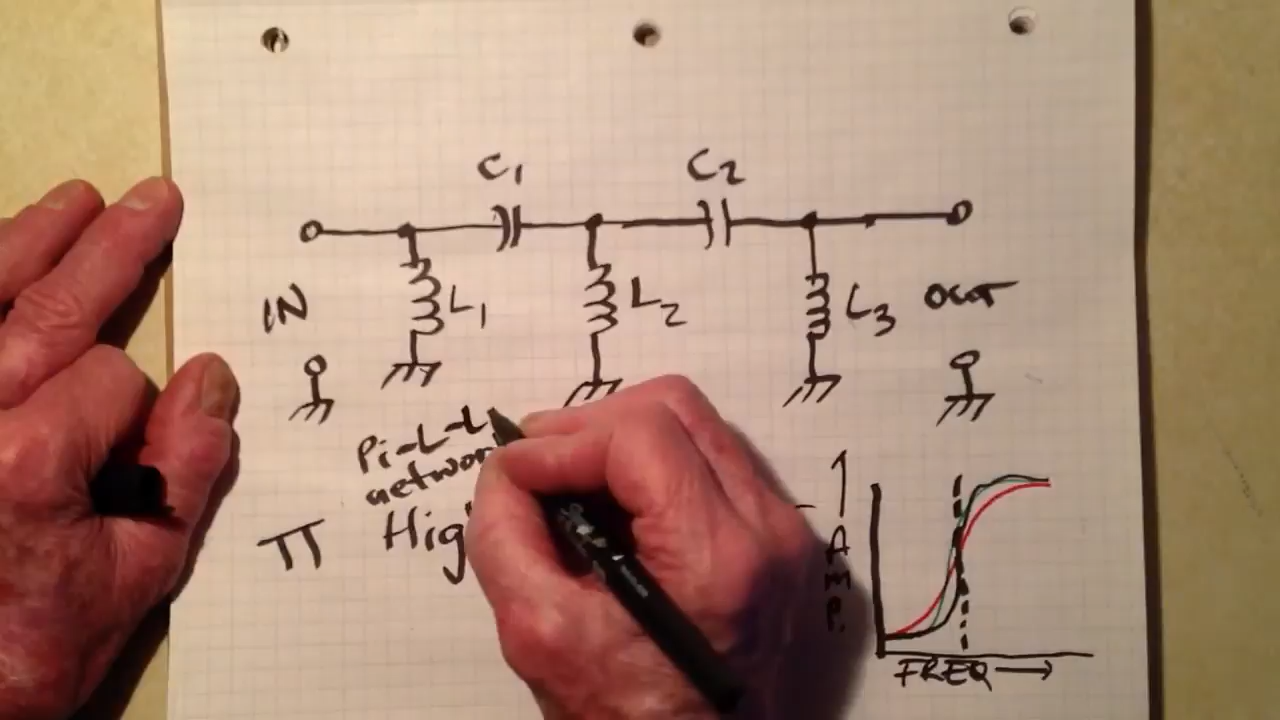 C1 C2
IN L1 L2 L3 OUT
Pi-L-L
networ
π Hig
AMP.
FREQ